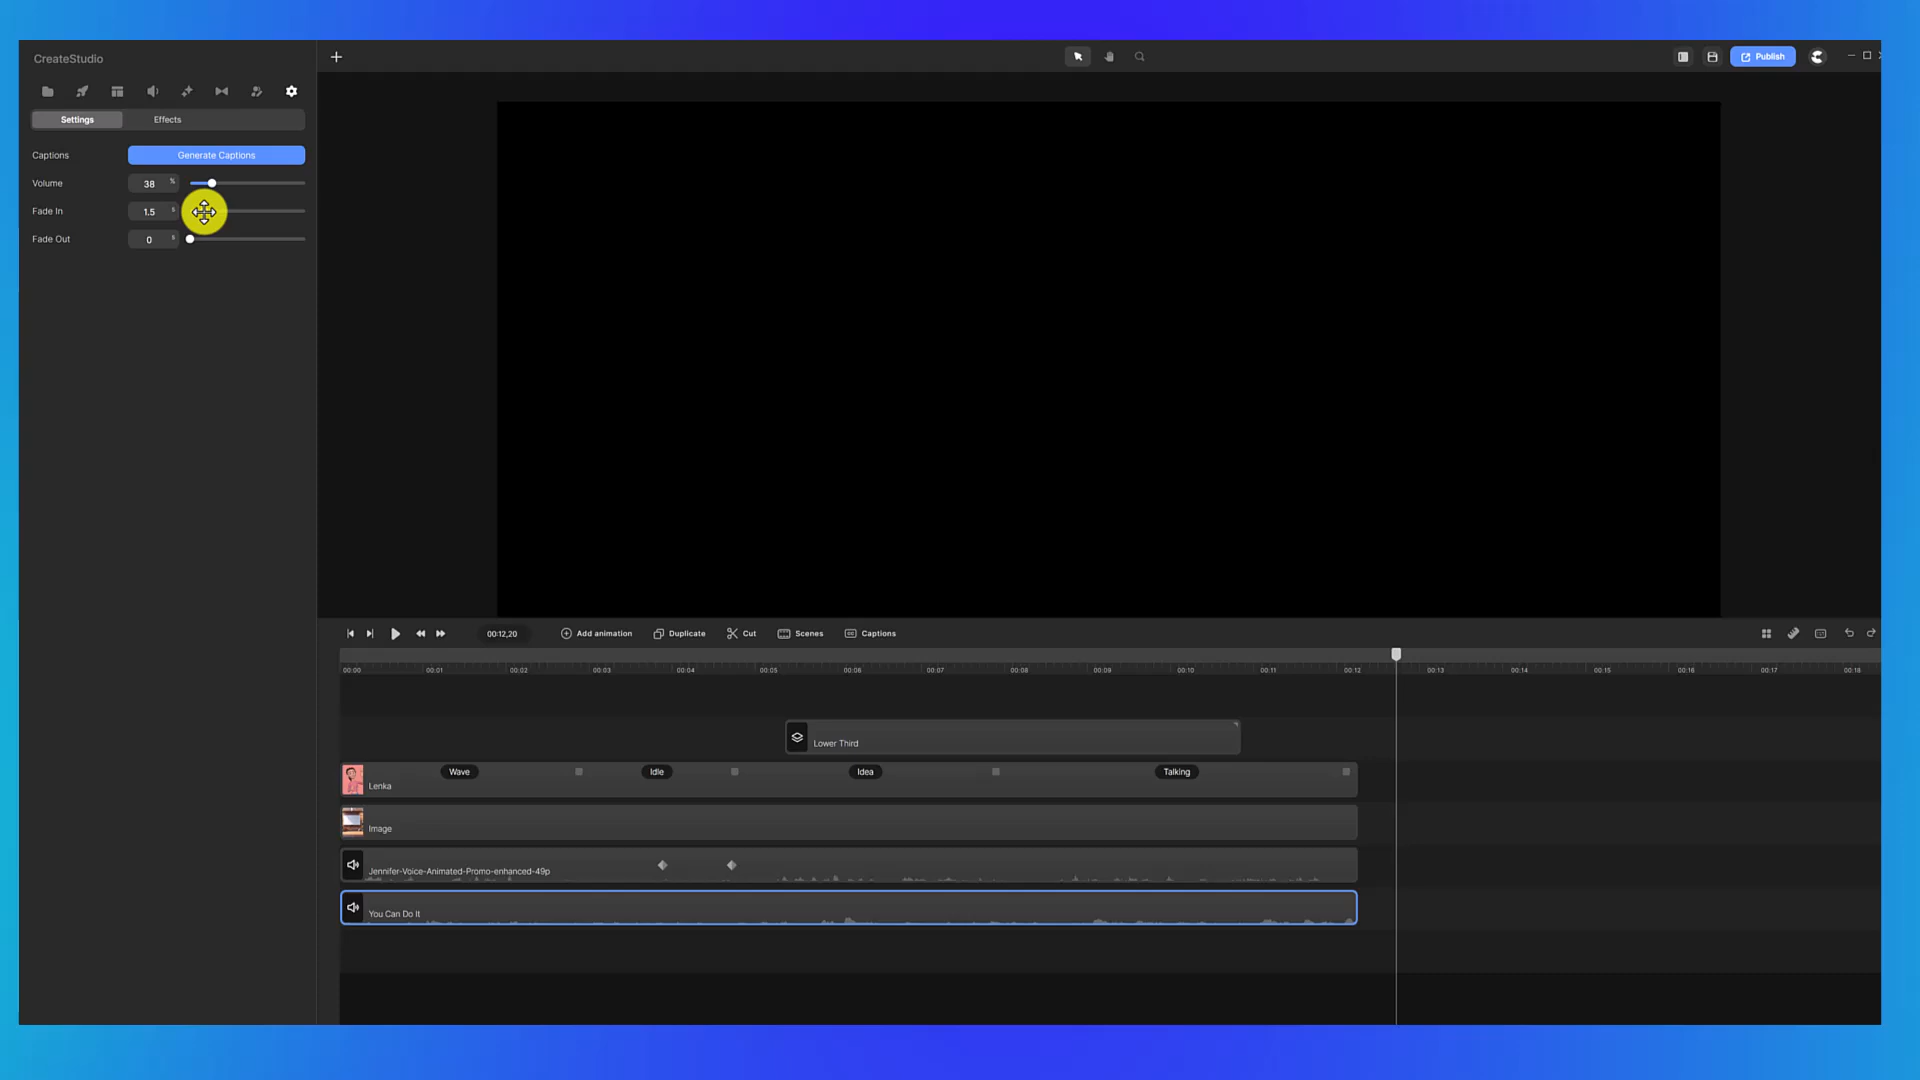 CreateStudio
Publish
Settings Effects
Captions Generate Captions
Volume 38 %
Fade In 1.5 s
Fade Out 0 s
00:12,20 Add animation Duplicate Cut Scenes Captions
00:00 00:01 00:02 00:03 00:04 00:05 00:06 00:07 00:08 00:09 00:10 00:11 00:12 00:13 00:14 00:15 00:16 00:17 00:18
Lower Third
Wave Idle Idea Talking
Lenka
Image
Jennifer-Voice-Animated-Promo-enhanced-49p
You Can Do It